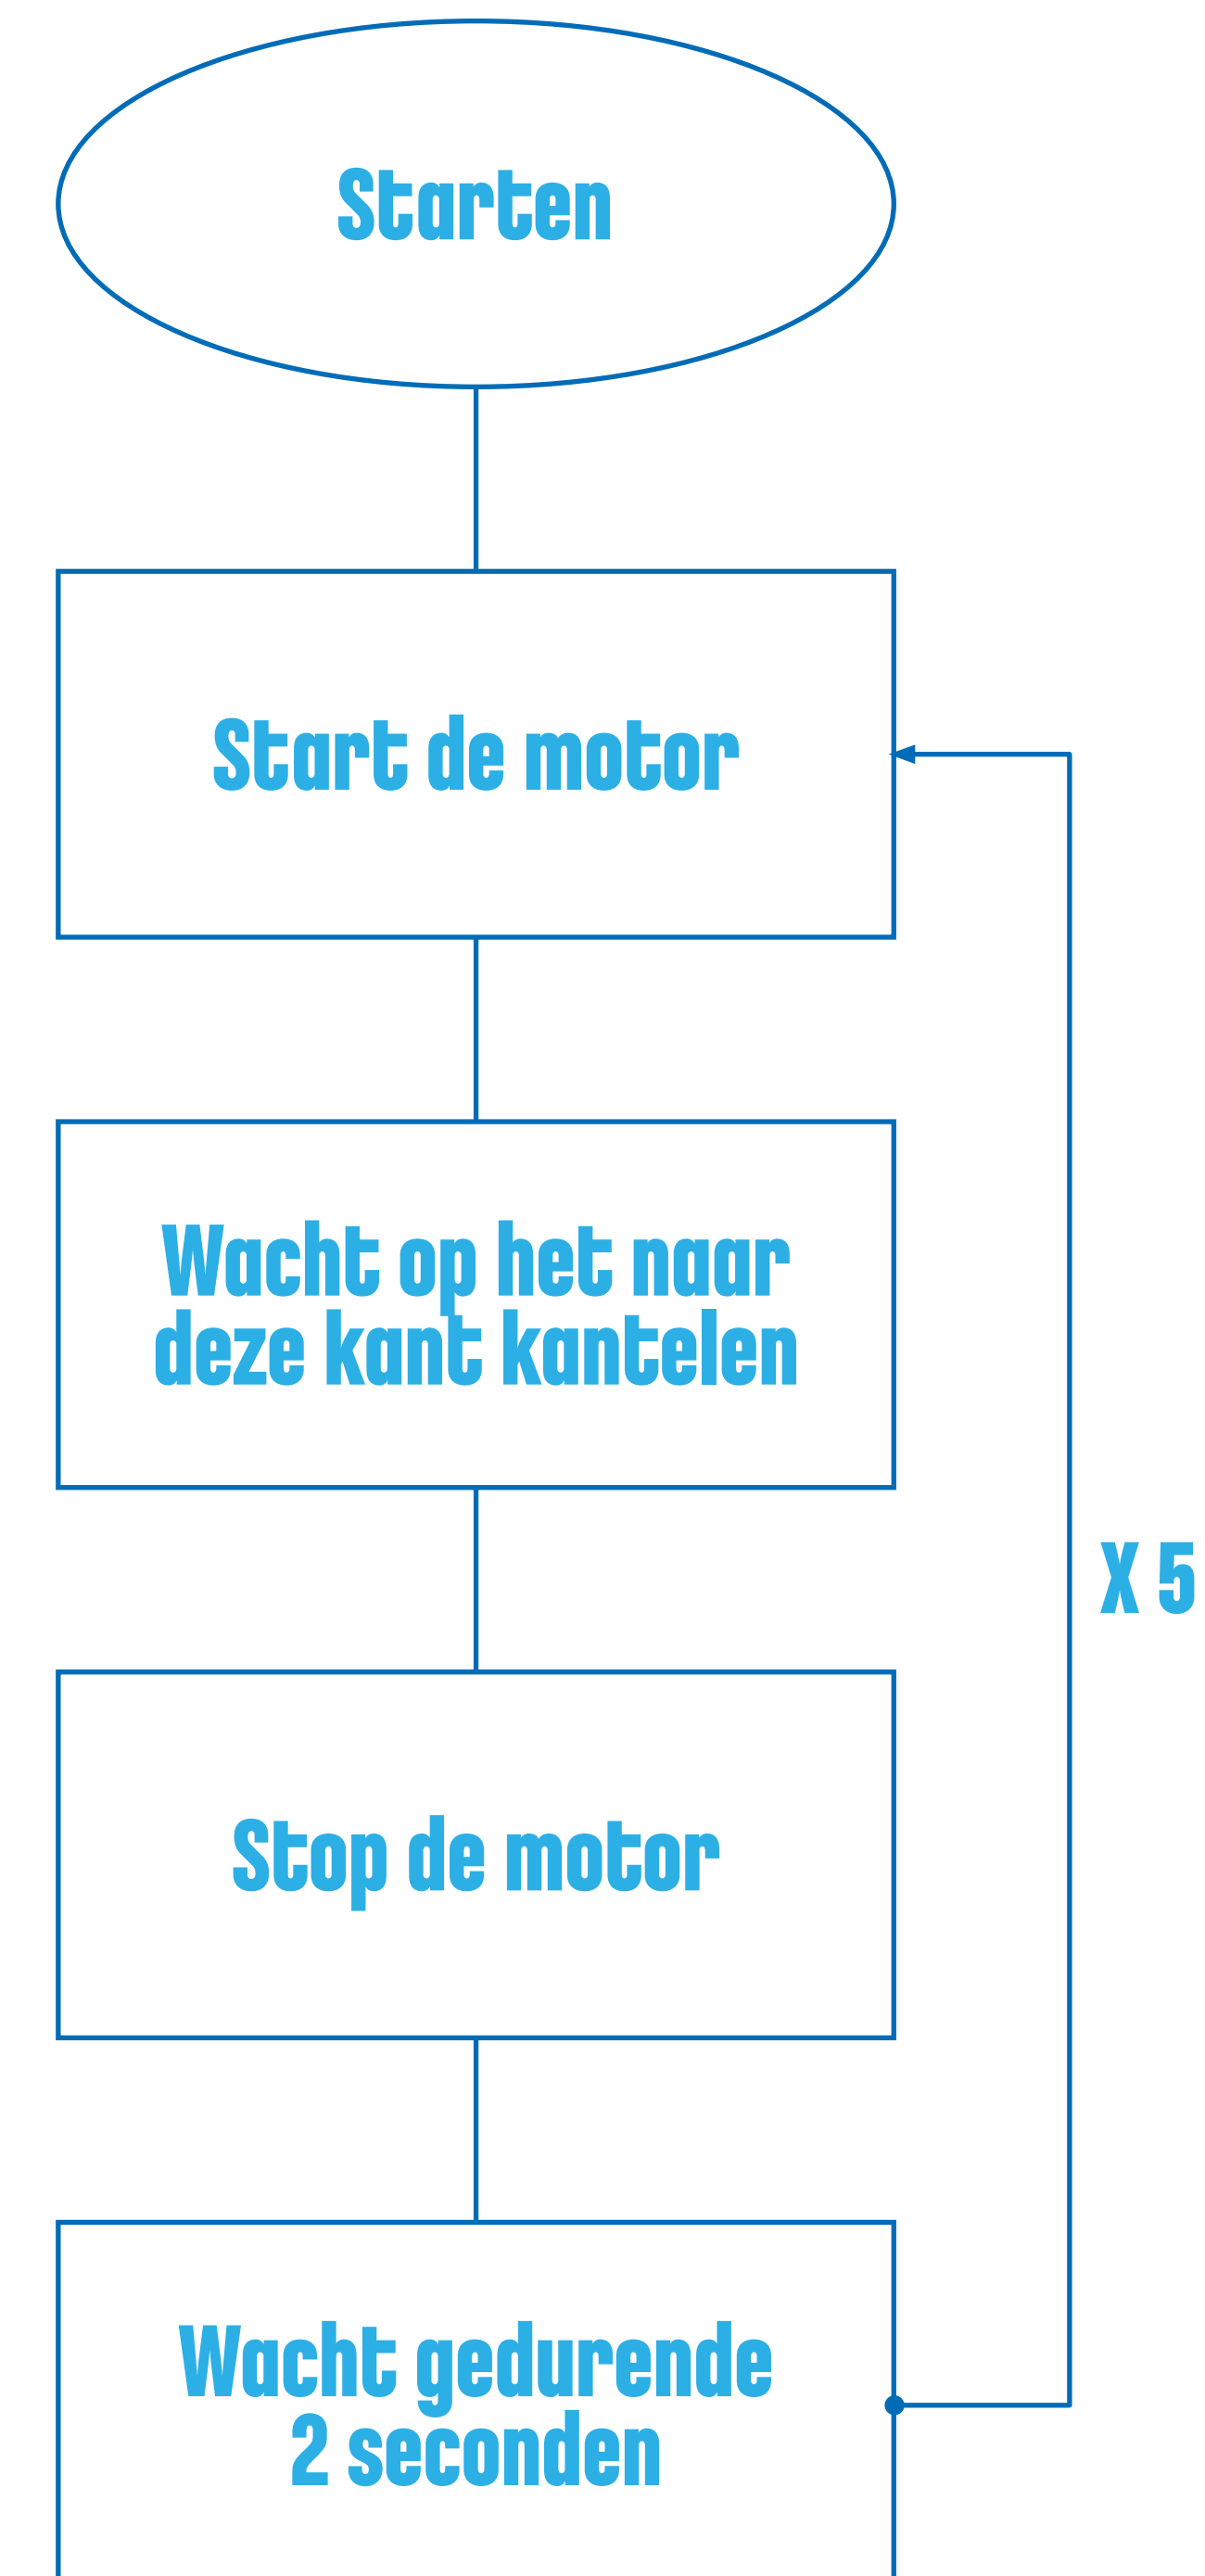 Starten
Start de motor
Wacht op het naar
deze kant kantelen
X 5
Stop de motor
Wacht gedurende
2 seconden